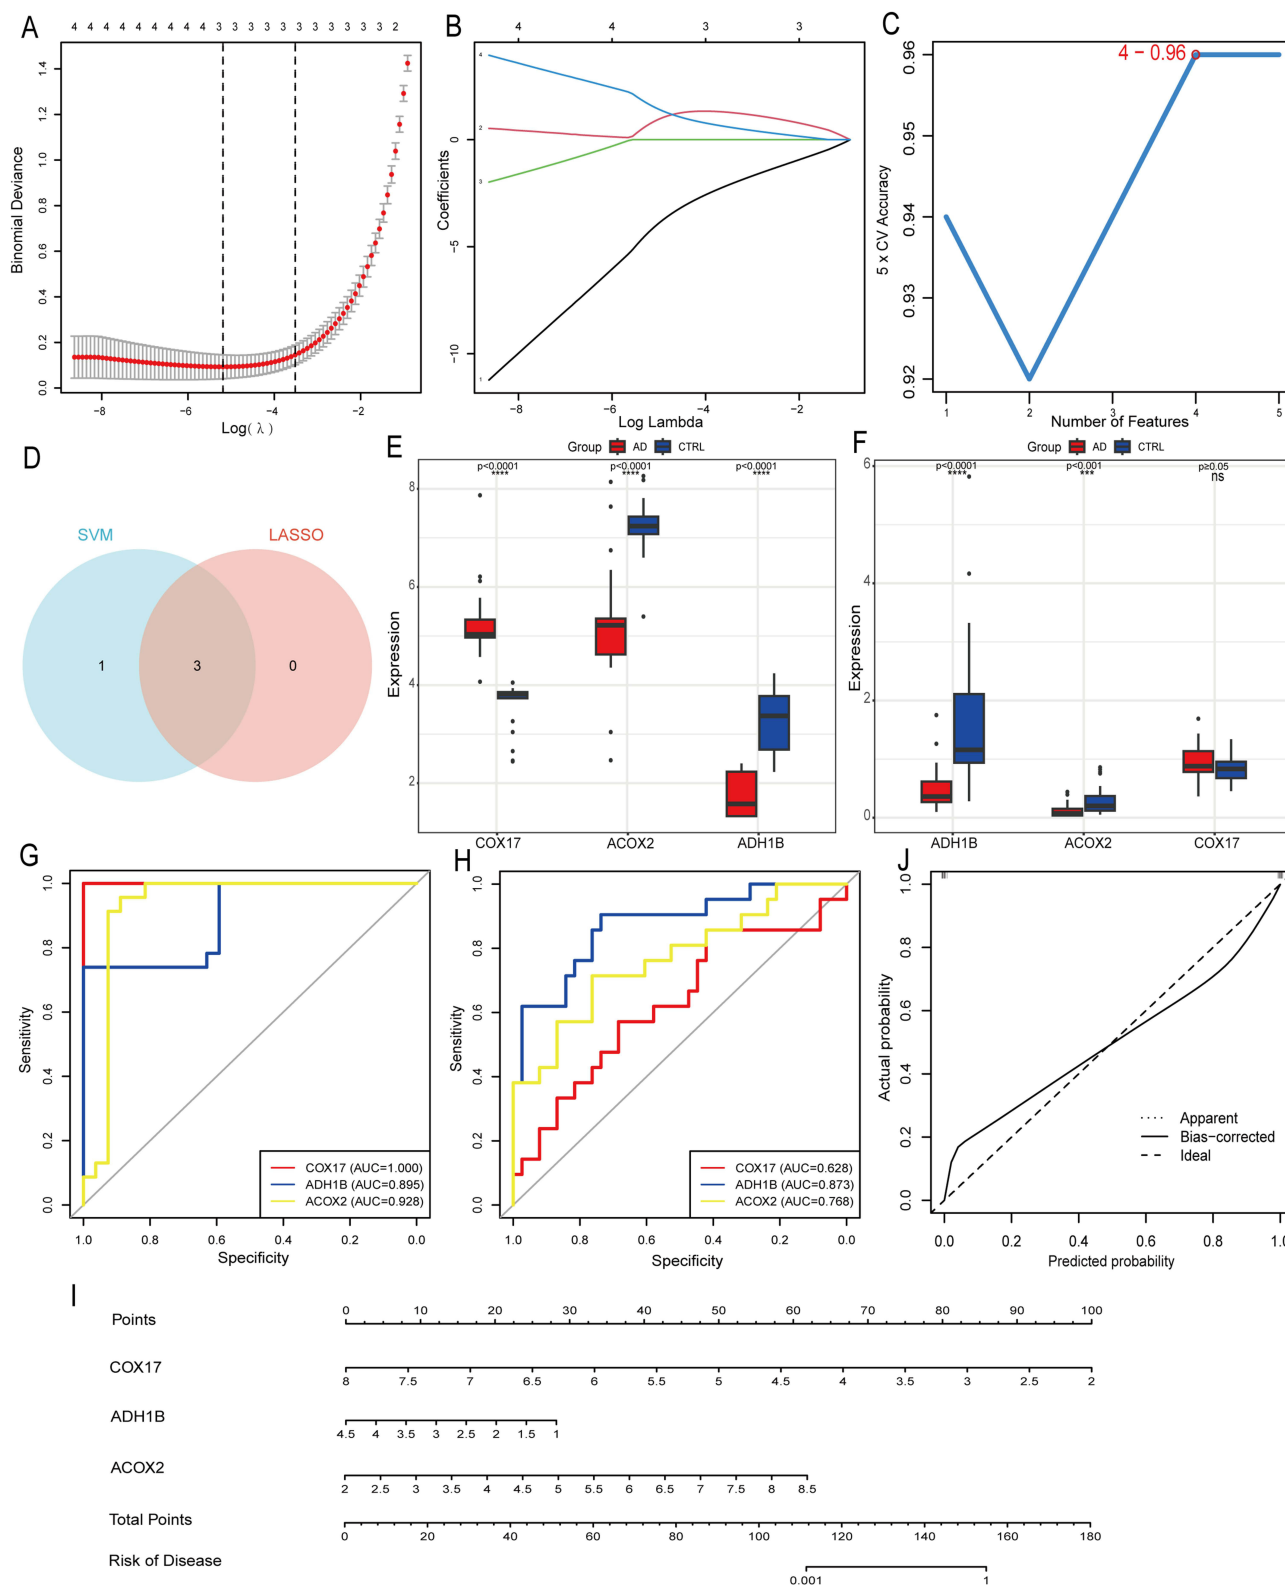 A
4 4 4 4 4 4 4 4 4 3 3 3 3 3 3 3 3 3 3 3 2
Binomial Deviance
1.4
1.2
1.0
0.8
0.6
0.4
0.2
0.0
−8 −6 −4 −2
Log(λ)
B
4 4 3 3
Coefficients
0
−5
−10
4
2
3
1
−8 −6 −4 −2
Log Lambda
C
4 − 0.96
5 x CV Accuracy
0.96
0.95
0.94
0.93
0.92
1 2 3 4 5
Number of Features
D
SVM LASSO
1 3 0
E
Group AD CTRL
p<0.0001 p<0.0001 p<0.0001
**** **** ****
Expression
8
6
4
2
COX17 ACOX2 ADH1B
F
Group AD CTRL
p<0.0001 p<0.001 p≥0.05
**** *** ns
Expression
6
4
2
0
ADH1B ACOX2 COX17
G
Sensitivity
1.0
0.8
0.6
0.4
0.2
0.0
COX17 (AUC=1.000)
ADH1B (AUC=0.895)
ACOX2 (AUC=0.928)
1.0 0.8 0.6 0.4 0.2 0.0
Specificity
H
Sensitivity
1.0
0.8
0.6
0.4
0.2
0.0
COX17 (AUC=0.628)
ADH1B (AUC=0.873)
ACOX2 (AUC=0.768)
1.0 0.8 0.6 0.4 0.2 0.0
Specificity
J
Actual probability
1.0
0.8
0.6
0.4
0.2
0.0
Apparent
Bias−corrected
Ideal
0.0 0.2 0.4 0.6 0.8 1.0
Predicted probability
I
Points
0 10 20 30 40 50 60 70 80 90 100
COX17
8 7.5 7 6.5 6 5.5 5 4.5 4 3.5 3 2.5 2
ADH1B
4.5 4 3.5 3 2.5 2 1.5 1
ACOX2
2 2.5 3 3.5 4 4.5 5 5.5 6 6.5 7 7.5 8 8.5
Total Points
0 20 40 60 80 100 120 140 160 180
Risk of Disease
0.001 1